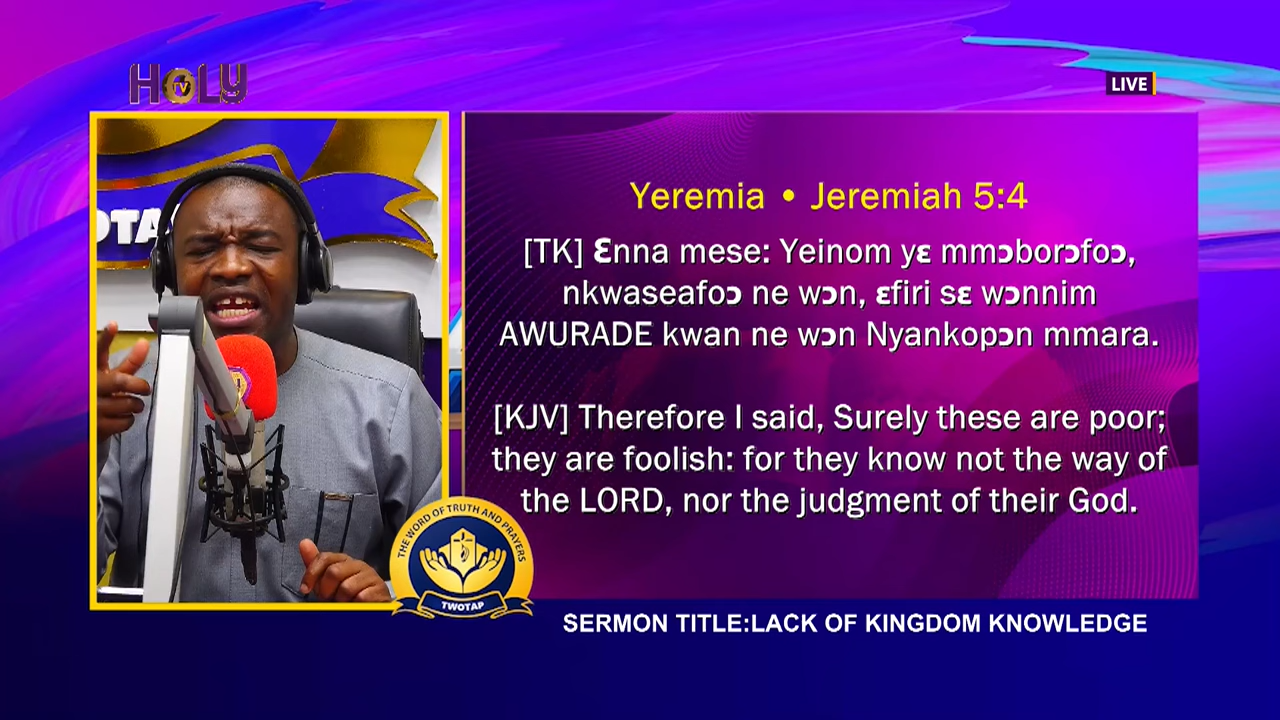 HOLY
TV
LIVE
OTA
Yeremia • Jeremiah 5:4
[TK] Ɛnna mese: Yeinom yɛ mmɔborɔfoɔ,
nkwaseafoɔ ne wɔn, ɛfiri sɛ wɔnnim
AWURADE kwan ne wɔn Nyankopɔn mmara.
[KJV] Therefore I said, Surely these are poor;
they are foolish: for they know not the way of
the LORD, nor the judgment of their God.
THE WORD OF TRUTH AND PRAYERS
TWOTAP
SERMON TITLE:LACK OF KINGDOM KNOWLEDGE